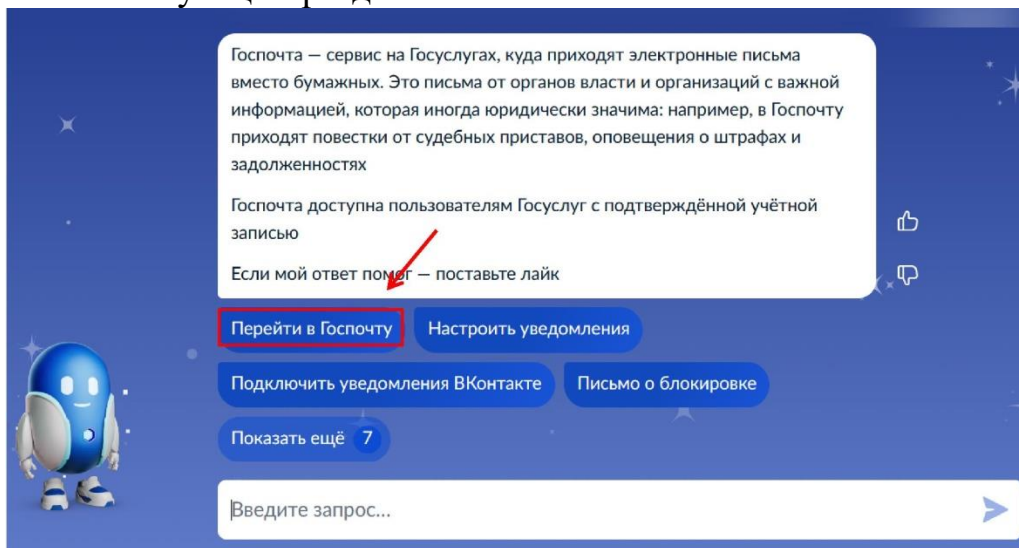 Госпочта — сервис на Госуслугах, куда приходят электронные письма
вместо бумажных. Это письма от органов власти и организаций с важной
информацией, которая иногда юридически значима: например, в Госпочту
приходят повестки от судебных приставов, оповещения о штрафах и
задолженностях
Госпочта доступна пользователям Госуслуг с подтверждённой учётной
записью
Если мой ответ помог — поставьте лайк
Перейти в Госпочту
Настроить уведомления
Подключить уведомления ВКонтакте
Письмо о блокировке
Показать ещё 7
Введите запрос...